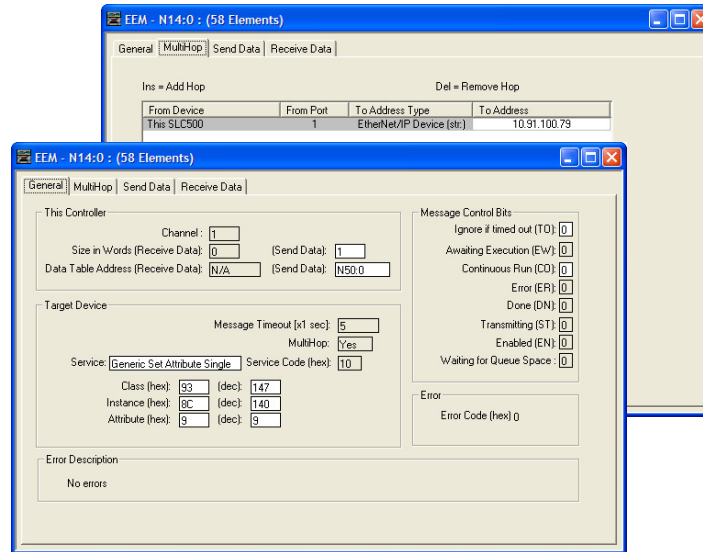 EEM - N14:0 : (58 Elements)
General MultiHop Send Data Receive Data
Ins = Add Hop Del = Remove Hop
From Device From Port To Address Type To Address
This SLC500 1 EtherNet/IP Device (str.) 10.91.100.79
EEM - N14:0 : (58 Elements)
General MultiHop Send Data Receive Data
This Controller
Channel : 1
Size in Words (Receive Data): 0 (Send Data): 1
Data Table Address (Receive Data): N/A (Send Data): N50:0
Target Device
Message Timeout [x1 sec]: 5
MultiHop: Yes
Service: Generic Set Attribute Single Service Code (hex): 10
Class (hex): 93 (dec): 147
Instance (hex): 8C (dec): 140
Attribute (hex): 9 (dec): 9
Message Control Bits
Ignore if timed out (TO): 0
Awaiting Execution (EW): 0
Continuous Run (CO): 0
Error (ER): 0
Done (DN): 0
Transmitting (ST): 0
Enabled (EN): 0
Waiting for Queue Space : 0
Error
Error Code (hex) 0
Error Description
No errors